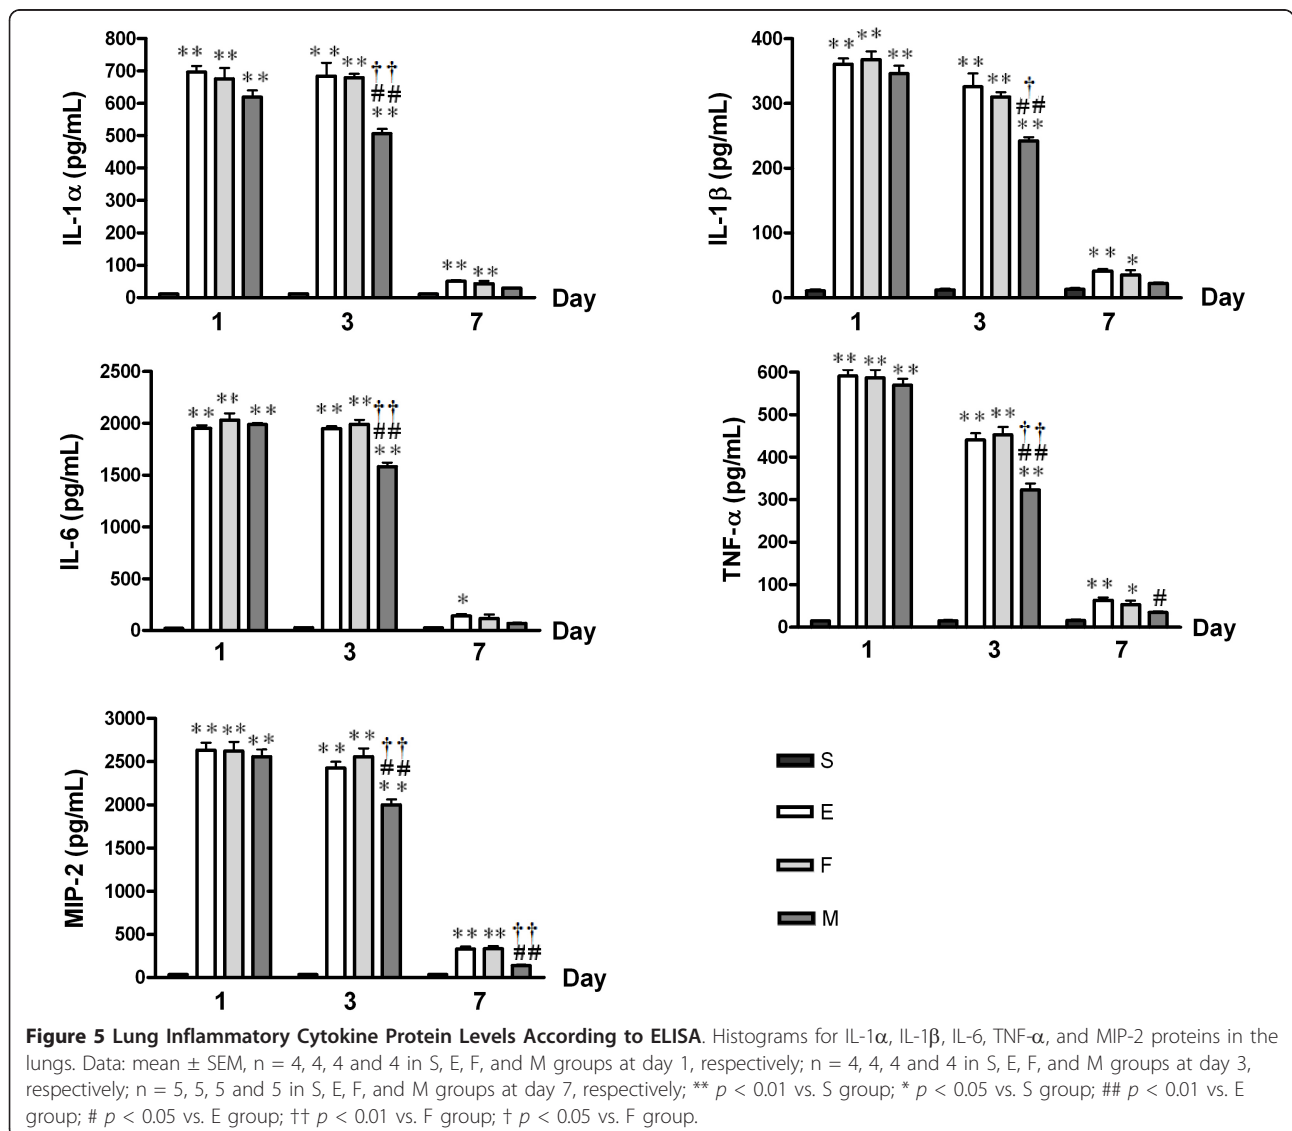 800
700
600
500
400
300
200
100
0
IL-1α (pg/mL)
** ** **
** ** ††
##
**
** **
1 3 7
Day
400
300
200
100
0
IL-1β (pg/mL)
** ** **
** ** †
##
**
** *
1 3 7
Day
2500
2000
1500
1000
500
0
IL-6 (pg/mL)
** ** **
** ** ††
##
**
*
1 3 7
Day
600
500
400
300
200
100
0
TNF-α (pg/mL)
** ** **
** ** ††
##
**
** * #
1 3 7
Day
3000
2500
2000
1500
1000
500
0
MIP-2 (pg/mL)
** ** **
** ** ††
##
**
** ** ††
##
1 3 7
Day
S
E
F
M
Figure 5 Lung Inflammatory Cytokine Protein Levels According to ELISA. Histograms for IL-1α, IL-1β, IL-6, TNF-α, and MIP-2 proteins in the
lungs. Data: mean ± SEM, n = 4, 4, 4 and 4 in S, E, F, and M groups at day 1, respectively; n = 4, 4, 4 and 4 in S, E, F, and M groups at day 3,
respectively; n = 5, 5, 5 and 5 in S, E, F, and M groups at day 7, respectively; ** p < 0.01 vs. S group; * p < 0.05 vs. S group; ## p < 0.01 vs. E
group; # p < 0.05 vs. E group; †† p < 0.01 vs. F group; † p < 0.05 vs. F group.